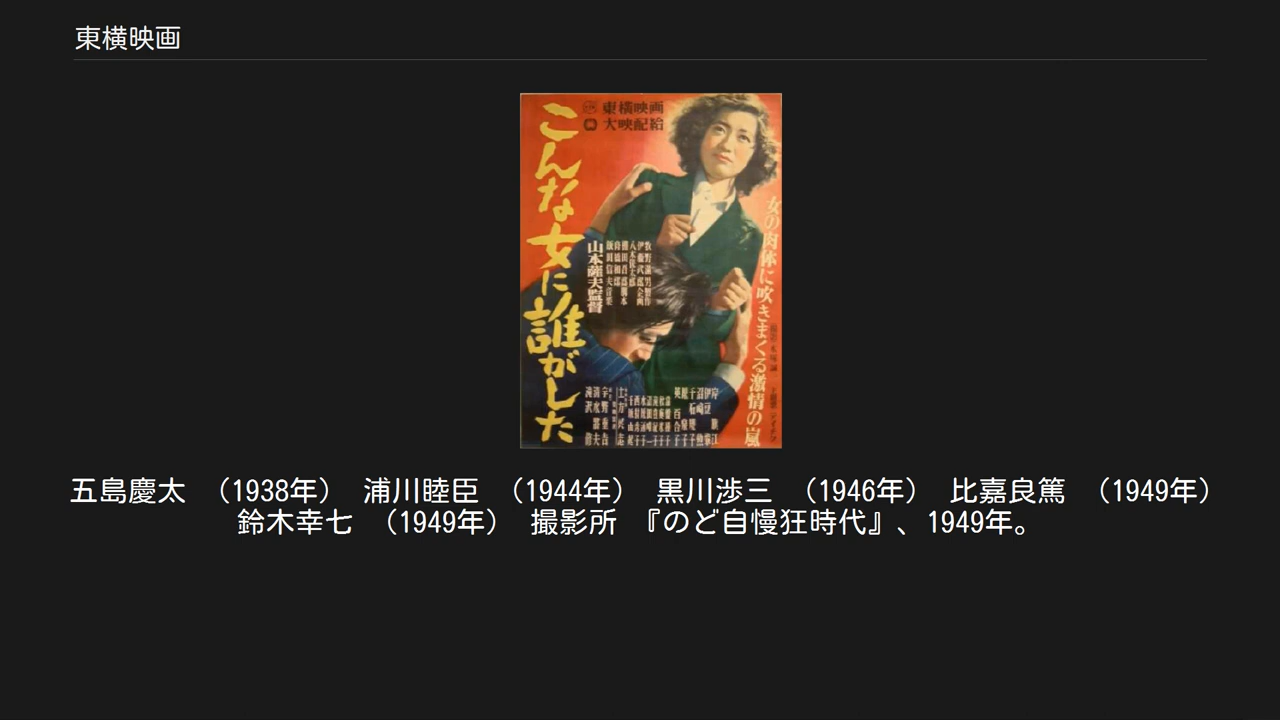 東横映画
東横映画
大映配給
こんな女に誰がした
山本薩夫監督
女の肉体に吹きまくる激情の嵐
五島慶太 （1938年） 浦川睦臣 （1944年） 黒川渉三 （1946年） 比嘉良篤 （1949年）
鈴木幸七 （1949年） 撮影所 『のど自慢狂時代』、1949年。